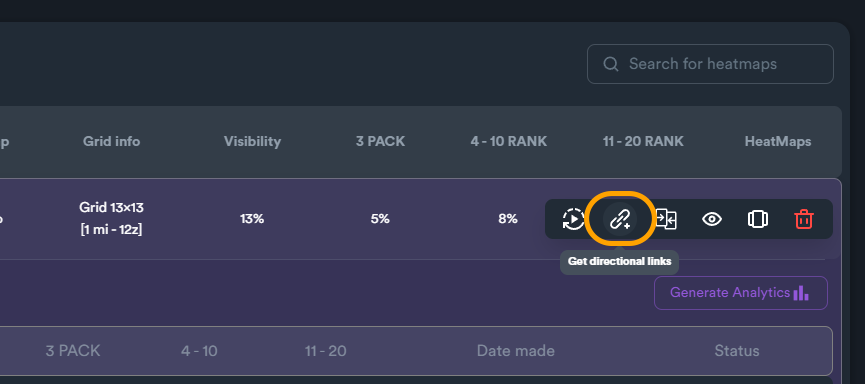 Search for heatmaps
p Grid info Visibility 3 PACK 4 - 10 RANK 11 - 20 RANK HeatMaps
Grid 13×13
13% 5% 8%
[1 mi - 12z]
Get directional links
Generate Analytics
3 PACK 4 - 10 11 - 20 Date made Status